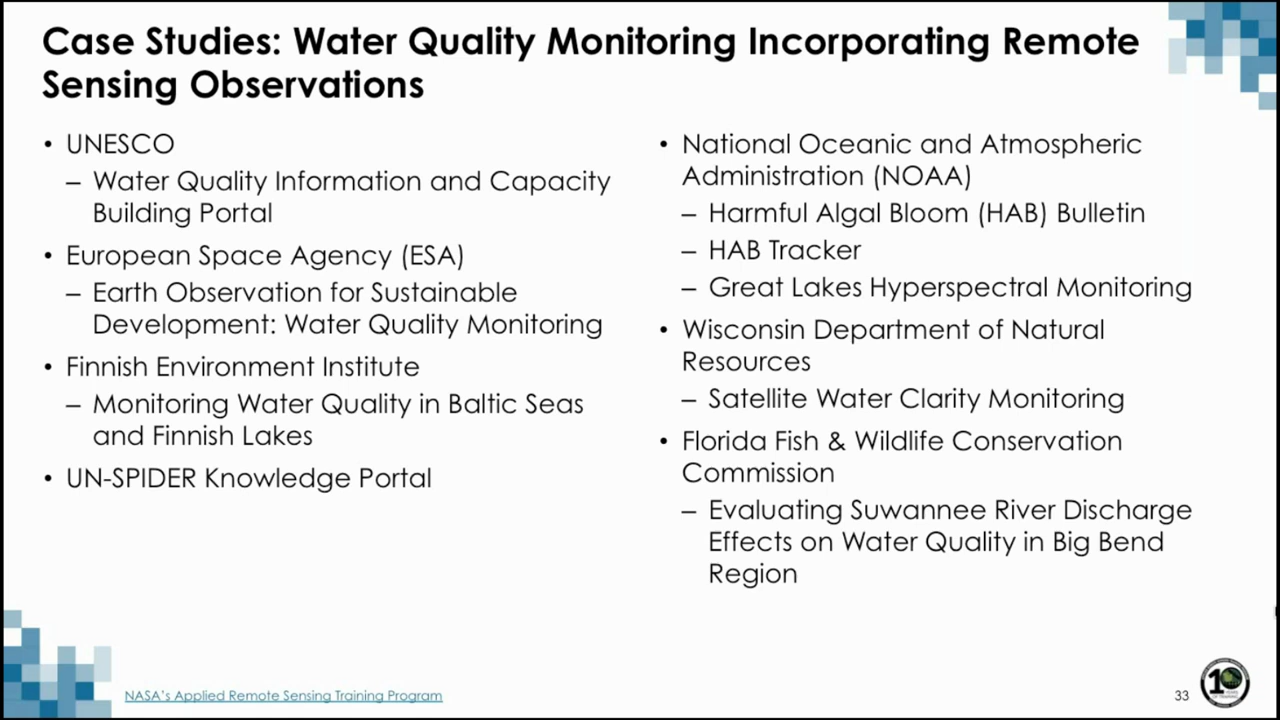 Case Studies: Water Quality Monitoring Incorporating Remote
Sensing Observations
• UNESCO
– Water Quality Information and Capacity
Building Portal
• European Space Agency (ESA)
– Earth Observation for Sustainable
Development: Water Quality Monitoring
• Finnish Environment Institute
– Monitoring Water Quality in Baltic Seas
and Finnish Lakes
• UN-SPIDER Knowledge Portal
• National Oceanic and Atmospheric
Administration (NOAA)
– Harmful Algal Bloom (HAB) Bulletin
– HAB Tracker
– Great Lakes Hyperspectral Monitoring
• Wisconsin Department of Natural
Resources
– Satellite Water Clarity Monitoring
• Florida Fish & Wildlife Conservation
Commission
– Evaluating Suwannee River Discharge
Effects on Water Quality in Big Bend
Region
NASA's Applied Remote Sensing Training Program
33
10